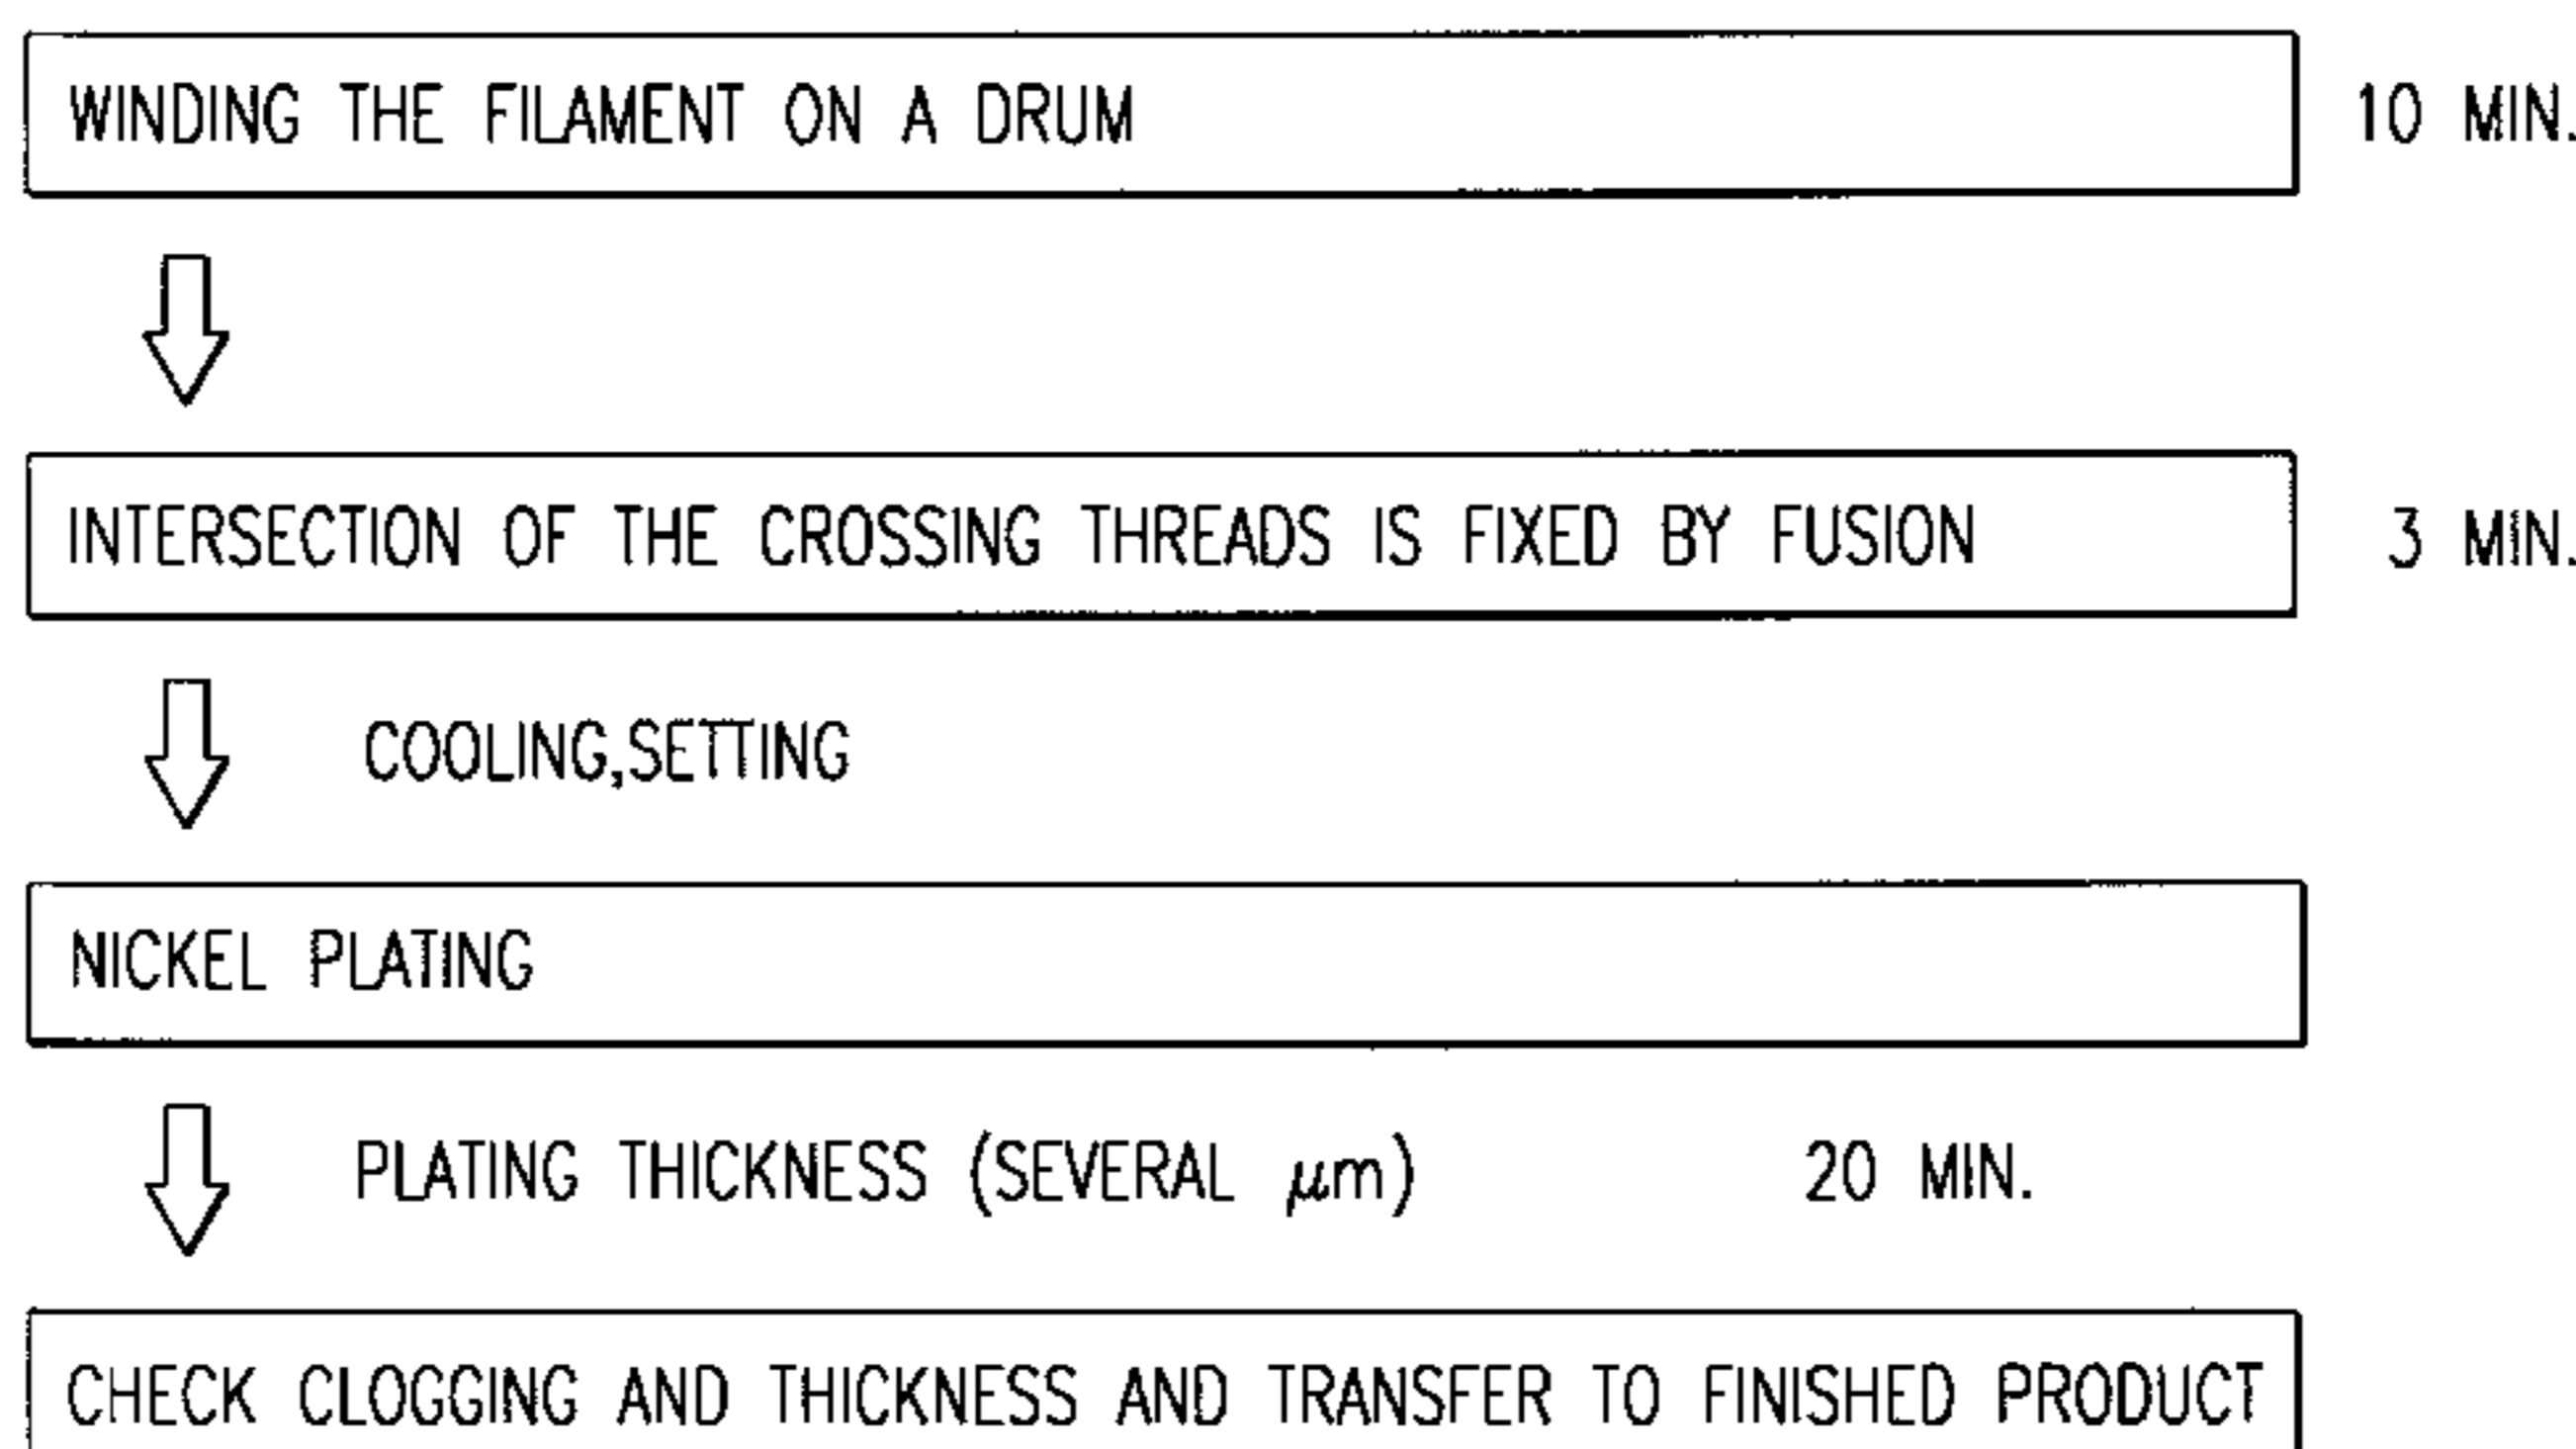 WINDING THE FILAMENT ON A DRUM 10 MIN.
INTERSECTION OF THE CROSSING THREADS IS FIXED BY FUSION 3 MIN.
COOLING,SETTING
NICKEL PLATING
PLATING THICKNESS (SEVERAL μm) 20 MIN.
CHECK CLOGGING AND THICKNESS AND TRANSFER TO FINISHED PRODUCT